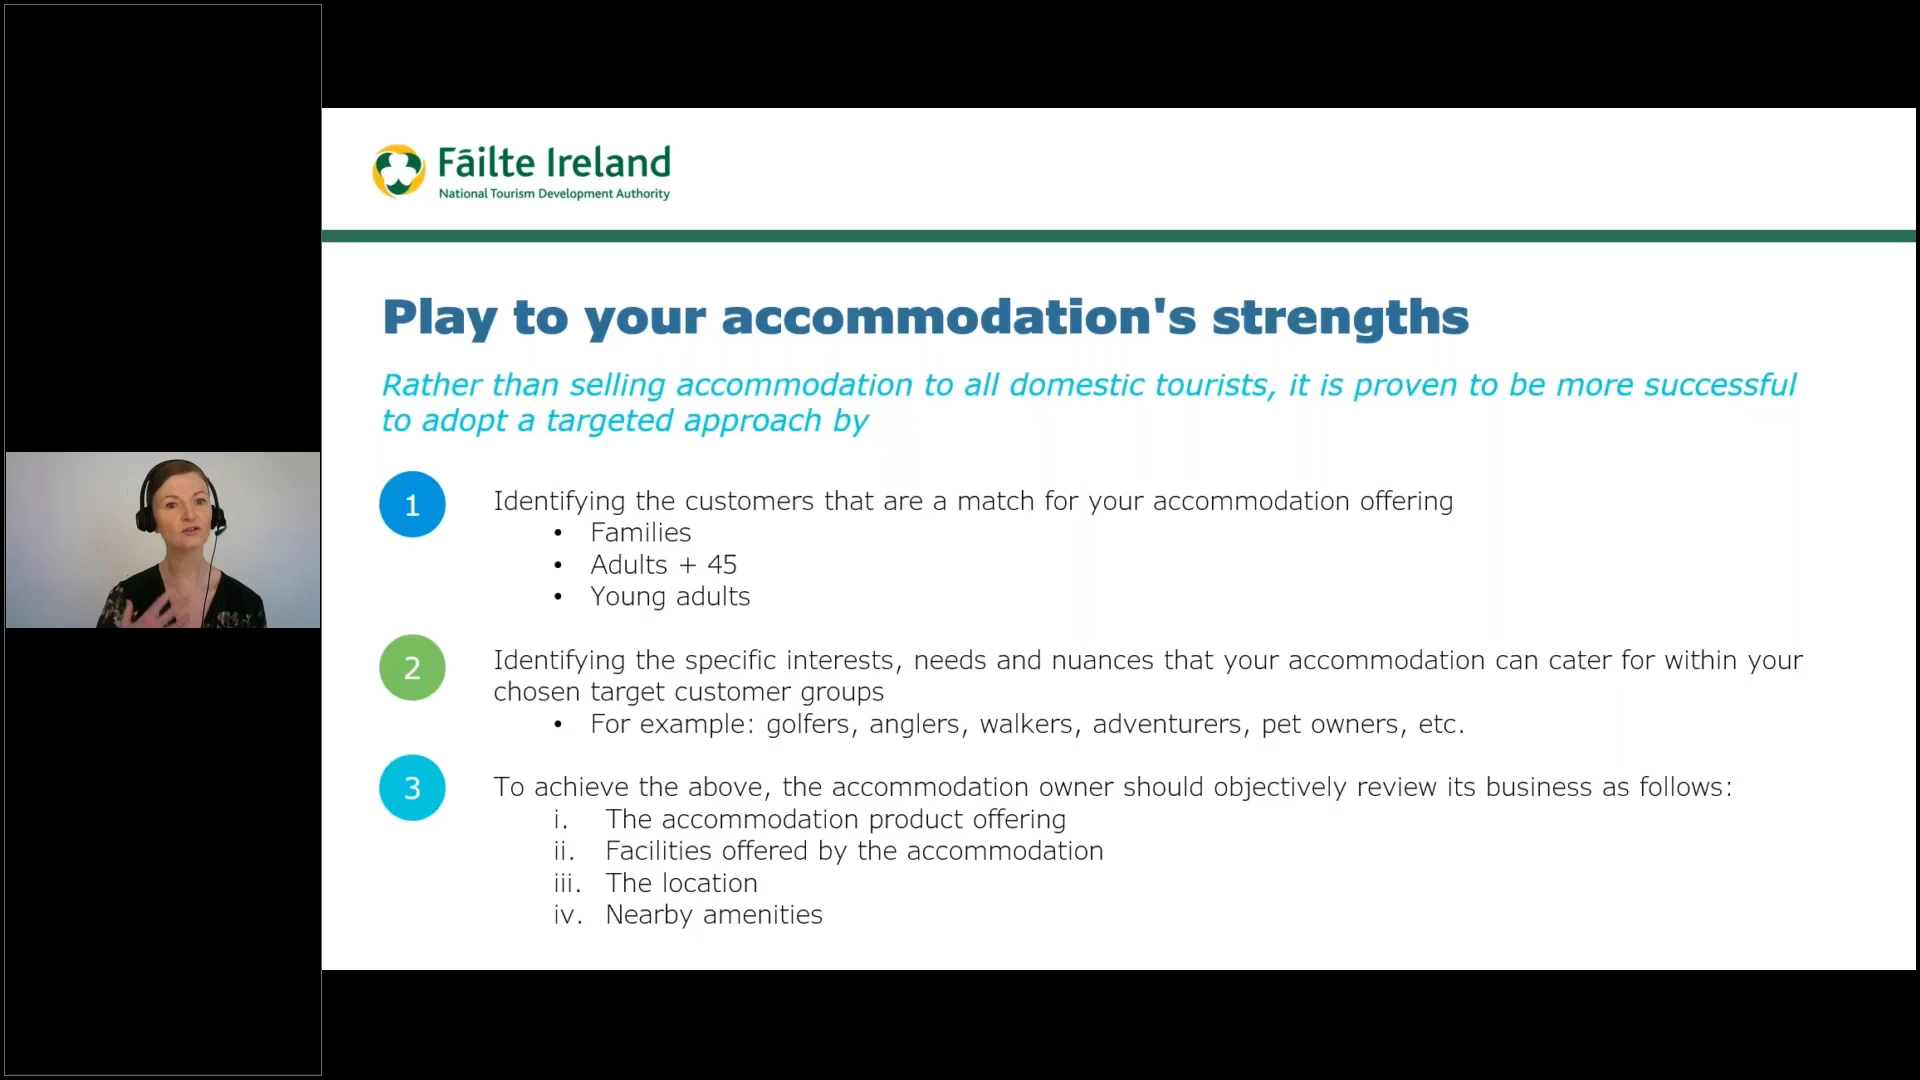 Fáilte Ireland
National Tourism Development Authority
Play to your accommodation's strengths
Rather than selling accommodation to all domestic tourists, it is proven to be more successful
to adopt a targeted approach by
1
Identifying the customers that are a match for your accommodation offering
• Families
• Adults + 45
• Young adults
2
Identifying the specific interests, needs and nuances that your accommodation can cater for within your
chosen target customer groups
• For example: golfers, anglers, walkers, adventurers, pet owners, etc.
3
To achieve the above, the accommodation owner should objectively review its business as follows:
i. The accommodation product offering
ii. Facilities offered by the accommodation
iii. The location
iv. Nearby amenities